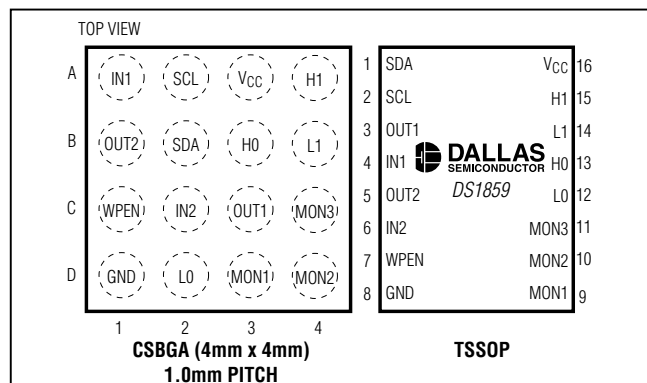 TOP VIEW
A IN1 SCL VCC H1
B OUT2 SDA H0 L1
C WPEN IN2 OUT1 MON3
D GND L0 MON1 MON2
1 2 3 4
CSBGA (4mm x 4mm)
1.0mm PITCH
1 SDA VCC 16
2 SCL H1 15
3 OUT1 L1 14
4 IN1 DALLAS H0 13
SEMICONDUCTOR
5 OUT2 DS1859 L0 12
6 IN2 MON3 11
7 WPEN MON2 10
8 GND MON1 9
TSSOP